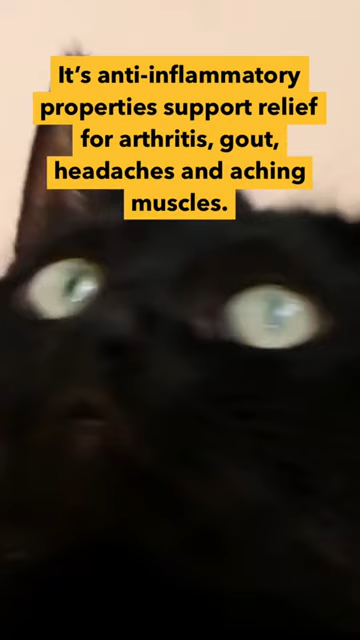 It's anti-inflammatory
properties support relief
for arthritis, gout,
headaches and aching
muscles.